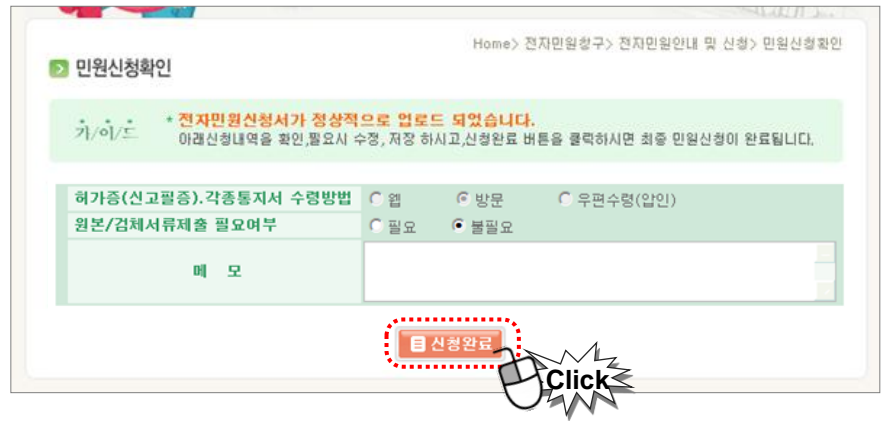 Home> 전자민원창구> 전자민원안내 및 신청> 민원신청확인
민원신청확인
가/이/드
* 전자민원신청서가 정상적으로 업로드 되었습니다.
아래신청내역을 확인,필요시 수정, 저장 하시고,신청완료 버튼을 클릭하시면 최종 민원신청이 완료됩니다.
허가증(신고필증).각종통지서 수령방법 웹 방문 우편수령(압인)
원본/검체서류제출 필요여부 필요 불필요
메 모
신청완료
Click